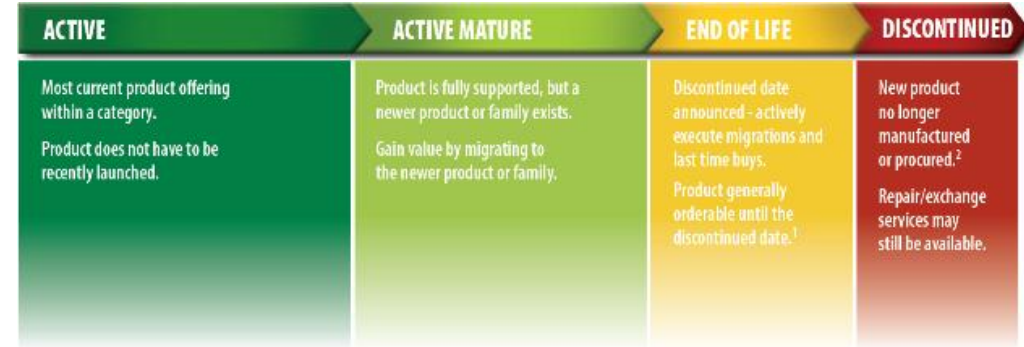 ACTIVE
ACTIVE MATURE
END OF LIFE
DISCONTINUED
Most current product offering
within a category.
Product does not have to be
recently launched.
Product is fully supported, but a
newer product or family exists.
Gain value by migrating to
the newer product or family.
Discontinued date
announced - actively
execute migrations and
last time buys.
Product generally
orderable until the
discontinued date.1
New product
no longer
manufactured
or procured.2
Repair/exchange
services may
still be available.